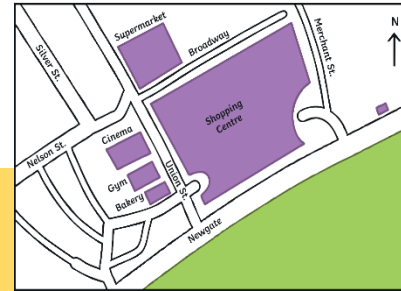 Supermarket
Broadway
Merchant St.
N
Silver St.
Shopping
Centre
Cinema
Nelson St.
Gym
Union St.
Bakery
Newgate